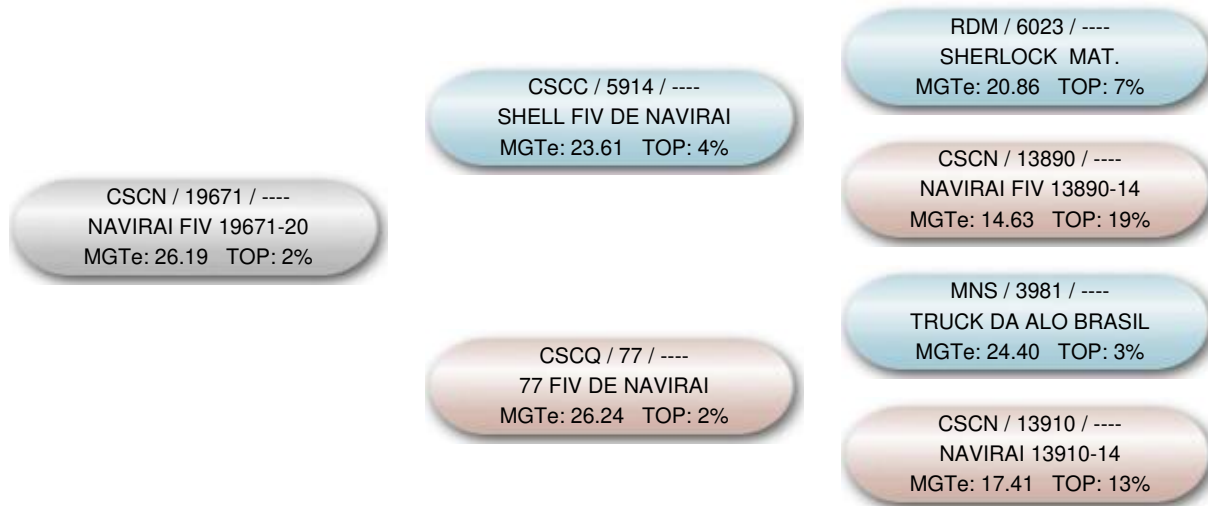 CSCN / 19671 / ----
NAVIRAI FIV 19671-20
MGTe: 26.19 TOP: 2%
CSCC / 5914 / ----
SHELL FIV DE NAVIRAI
MGTe: 23.61 TOP: 4%
CSCQ / 77 / ----
77 FIV DE NAVIRAI
MGTe: 26.24 TOP: 2%
RDM / 6023 / ----
SHERLOCK MAT.
MGTe: 20.86 TOP: 7%
CSCN / 13890 / ----
NAVIRAI FIV 13890-14
MGTe: 14.63 TOP: 19%
MNS / 3981 / ----
TRUCK DA ALO BRASIL
MGTe: 24.40 TOP: 3%
CSCN / 13910 / ----
NAVIRAI 13910-14
MGTe: 17.41 TOP: 13%